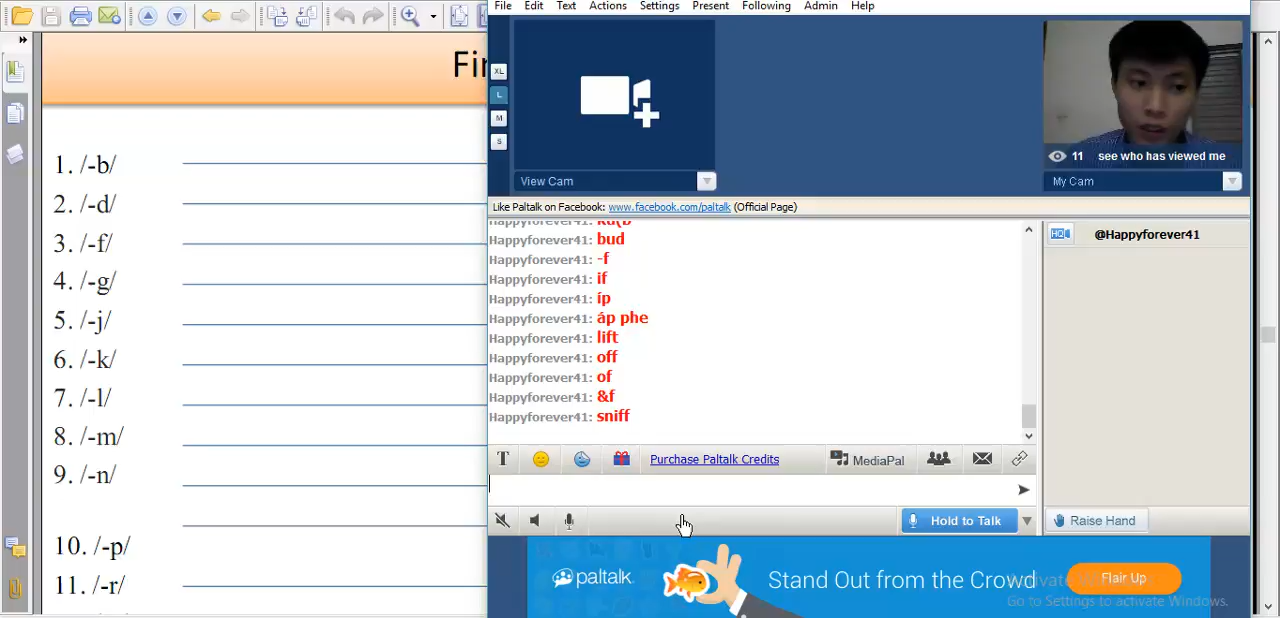 File Edit Text Actions Settings Present Following Admin Help
Fi
1. /-b/
2. /-d/
3. /-f/
4. /-g/
5. /-j/
6. /-k/
7. /-l/
8. /-m/
9. /-n/
10. /-p/
11. /-r/
XL
L
M
S
View Cam
11 see who has viewed me
My Cam
Like Paltalk on Facebook: www.facebook.com/paltalk (Official Page)
@Happyforever41
Happyforever41:
Happyforever41: bud
Happyforever41: -f
Happyforever41: if
Happyforever41: íp
Happyforever41: áp phe
Happyforever41: lift
Happyforever41: off
Happyforever41: of
Happyforever41: &f
Happyforever41: sniff
T Purchase Paltalk Credits MediaPal
Hold to Talk
Raise Hand
paltalk
Stand Out from the Crowd
Flair Up
Activate Windows
Go to Settings to activate Windows.